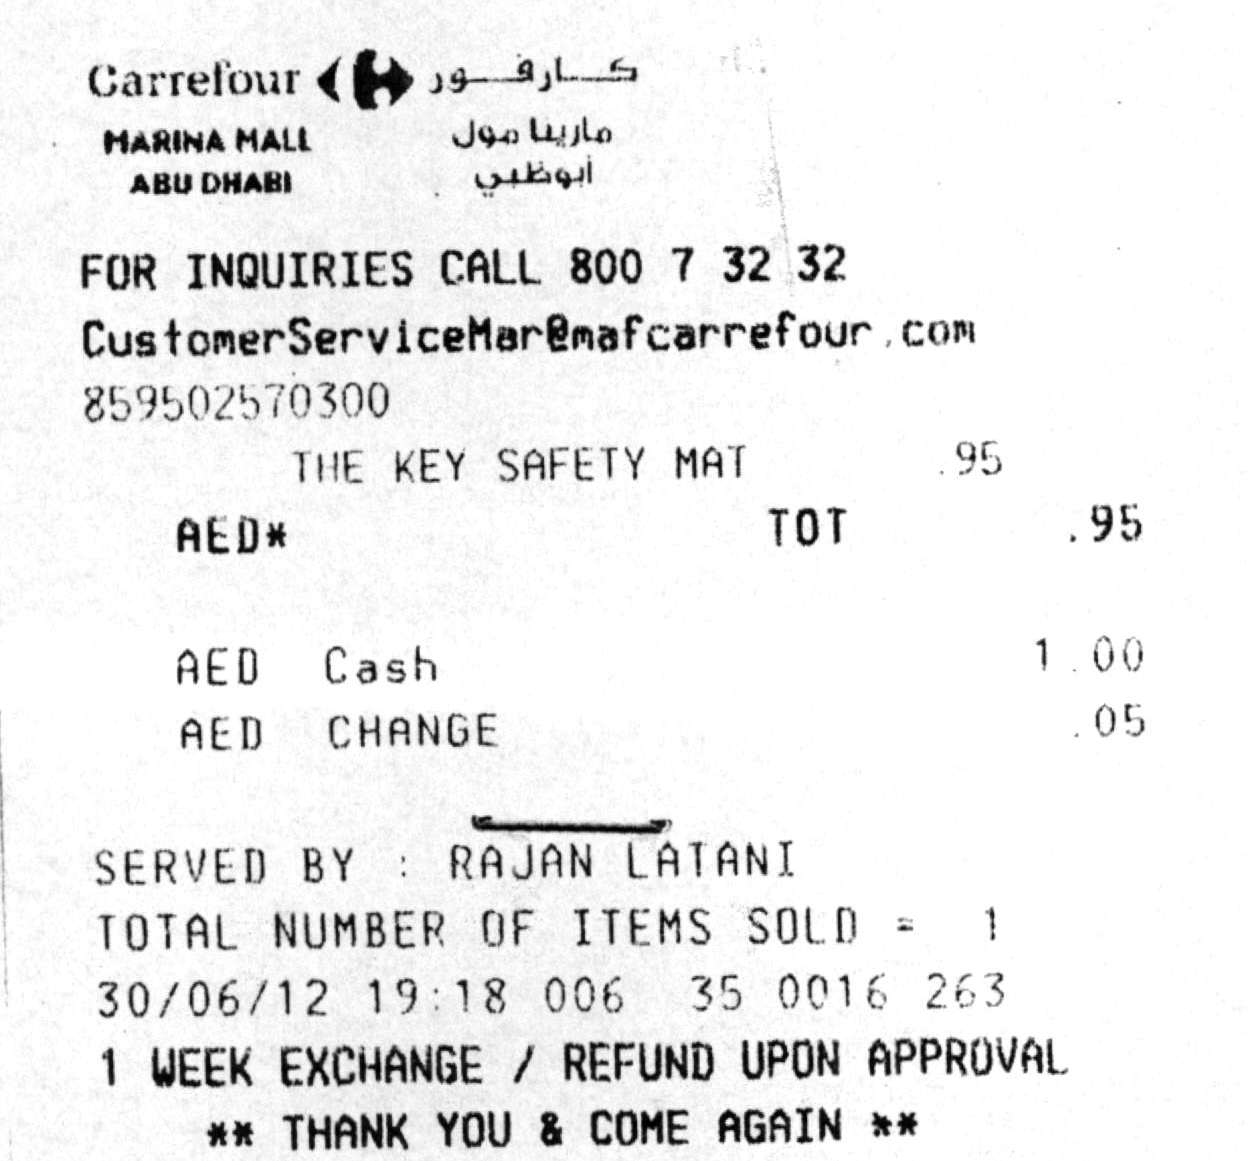 Carrefour كارفور
MARINA MALL مارينا مول
ABU DHABI أبوظبي
FOR INQUIRIES CALL 800 7 32 32
CustomerServiceMar@mafcarrefour.com
859502570300
THE KEY SAFETY MAT .95
AED* TOT .95
AED Cash 1.00
AED CHANGE .05
SERVED BY : RAJAN LATANI
TOTAL NUMBER OF ITEMS SOLD = 1
30/06/12 19:18 006 35 0016 263
1 WEEK EXCHANGE / REFUND UPON APPROVAL
** THANK YOU & COME AGAIN **